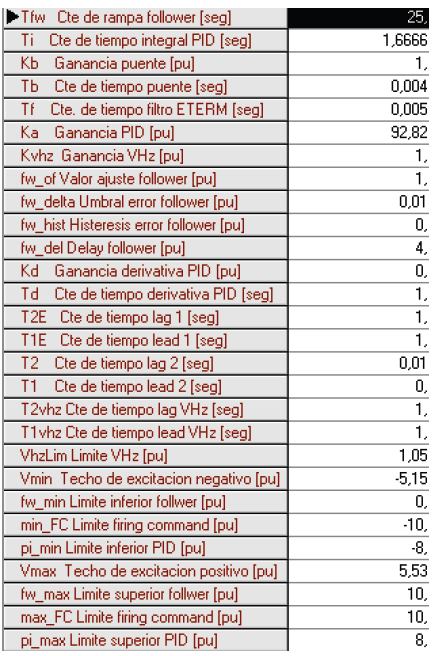 Tfw Cte de rampa follower [seg] 25,
Ti Cte de tiempo integral PID [seg] 1,6666
Kb Ganancia puente [pu] 1,
Tb Cte de tiempo puente [seg] 0,004
Tf Cte. de tiempo filtro ETERM [seg] 0,005
Ka Ganancia PID [pu] 92,82
Kvhz Ganancia VHz [pu] 1,
fw_of Valor ajuste follower [pu] 1,
fw_delta Umbral error follower [pu] 0,01
fw_hist Histeresis error follower [pu] 0,
fw_del Delay follower [pu] 4,
Kd Ganancia derivativa PID [pu] 0,
Td Cte de tiempo derivativa PID [seg] 1,
T2E Cte de tiempo lag 1 [seg] 1,
T1E Cte de tiempo lead 1 [seg] 1,
T2 Cte de tiempo lag 2 [seg] 0,01
T1 Cte de tiempo lead 2 [seg] 0,
T2vhz Cte de tiempo lag VHz [seg] 1,
T1vhz Cte de tiempo lead VHz [seg] 1,
VhzLim Limite VHz [pu] 1,05
Vmin Techo de excitacion negativo [pu] -5,15
fw_min Limite inferior follwer [pu] 0,
min_FC Limite firing command [pu] -10,
pi_min Limite inferior PID [pu] -8,
Vmax Techo de excitacion positivo [pu] 5,53
fw_max Limite superior follwer [pu] 10,
max_FC Limite firing command [pu] 10,
pi_max Limite superior PID [pu] 8,